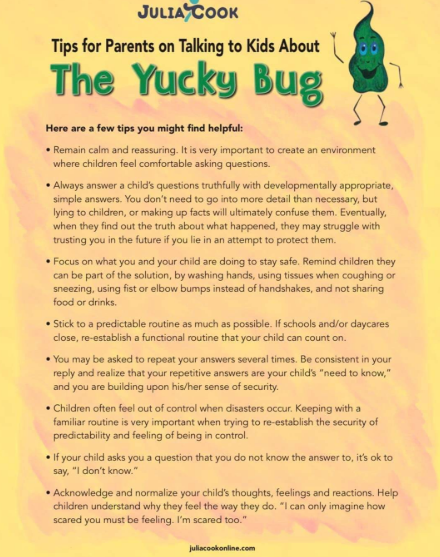 JULIA COOK
Tips for Parents on Talking to Kids About
The Yucky Bug
Here are a few tips you might find helpful:
• Remain calm and reassuring. It is very important to create an environment
where children feel comfortable asking questions.
• Always answer a child's questions truthfully with developmentally appropriate,
simple answers. You don't need to go into more detail than necessary, but
lying to children, or making up facts will ultimately confuse them. Eventually,
when they find out the truth about what happened, they may struggle with
trusting you in the future if you lie in an attempt to protect them.
• Focus on what you and your child are doing to stay safe. Remind children they
can be part of the solution, by washing hands, using tissues when coughing or
sneezing, using fist or elbow bumps instead of handshakes, and not sharing
food or drinks.
• Stick to a predictable routine as much as possible. If schools and/or daycares
close, re-establish a functional routine that your child can count on.
• You may be asked to repeat your answers several times. Be consistent in your
reply and realize that your repetitive answers are your child's "need to know,"
and you are building upon his/her sense of security.
• Children often feel out of control when disasters occur. Keeping with a
familiar routine is very important when trying to re-establish the security of
predictability and feeling of being in control.
• If your child asks you a question that you do not know the answer to, it's ok to
say, "I don't know."
• Acknowledge and normalize your child's thoughts, feelings and reactions. Help
children understand why they feel the way they do. "I can only imagine how
scared you must be feeling. I'm scared too."
juliacookonline.com